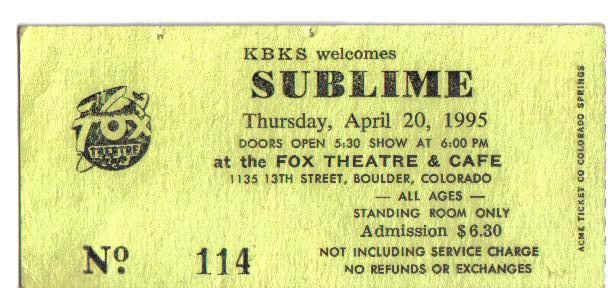 KBKS welcomes
SUBLIME
Thursday, April 20, 1995
DOORS OPEN 5:30 SHOW AT 6:00 PM
at the FOX THEATRE & CAFE
1135 13TH STREET, BOULDER, COLORADO
— ALL AGES —
STANDING ROOM ONLY
Admission $6.30
NOT INCLUDING SERVICE CHARGE
NO REFUNDS OR EXCHANGES
FOX
THEATRE
No. 114
ACME TICKET CO COLORADO SPRINGS